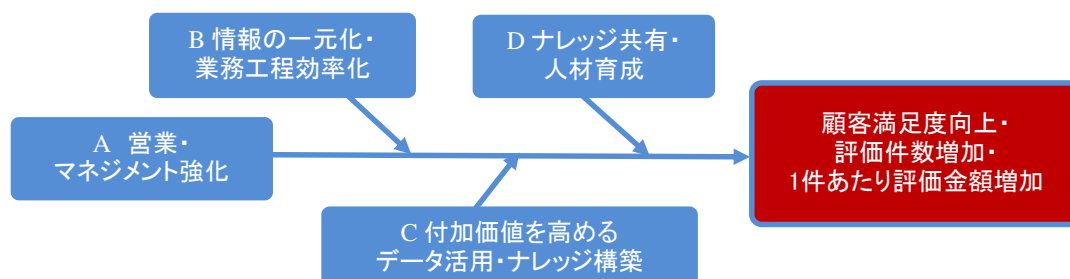 B 情報の一元化・
業務工程効率化
D ナレッジ共有・
人材育成
A 営業・
マネジメント強化
顧客満足度向上・
評価件数増加・
1件あたり評価金額増加
C 付加価値を高める
データ活用・ナレッジ構築